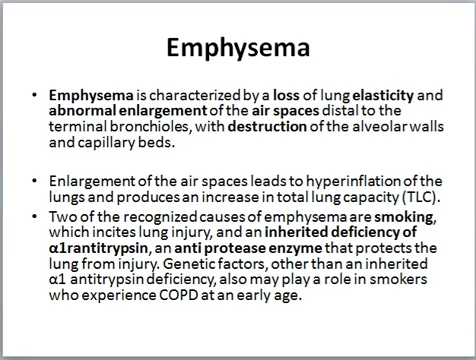 Emphysema
• Emphysema is characterized by a loss of lung elasticity and
abnormal enlargement of the air spaces distal to the
terminal bronchioles, with destruction of the alveolar walls
and capillary beds.
• Enlargement of the air spaces leads to hyperinflation of the
lungs and produces an increase in total lung capacity (TLC).
• Two of the recognized causes of emphysema are smoking,
which incites lung injury, and an inherited deficiency of
α1rantitrypsin, an anti protease enzyme that protects the
lung from injury. Genetic factors, other than an inherited
α1 antitrypsin deficiency, also may play a role in smokers
who experience COPD at an early age.